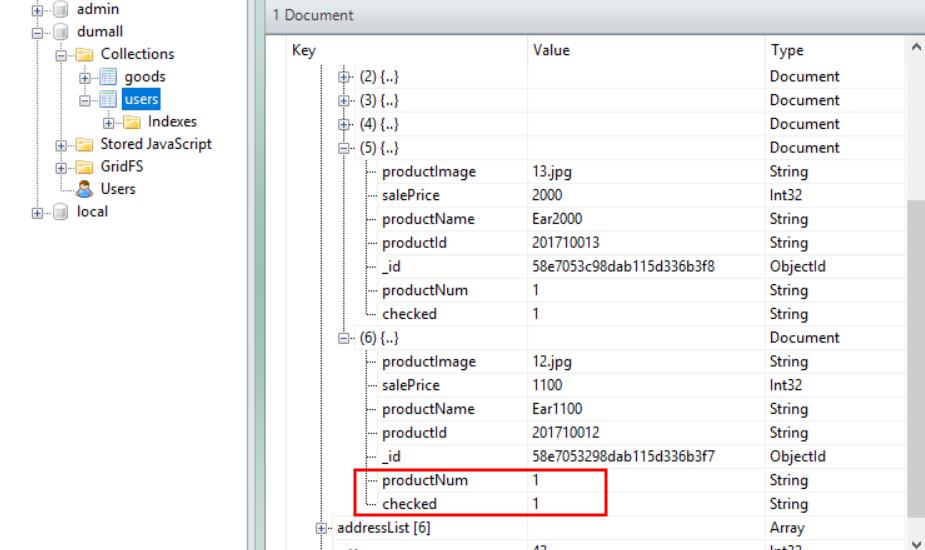 admin
dumall
Collections
goods
users
Indexes
Stored JavaScript
GridFS
Users
local
1 Document
Key Value Type
(2) {..} Document
(3) {..} Document
(4) {..} Document
(5) {..} Document
productImage 13.jpg String
salePrice 2000 Int32
productName Ear2000 String
productId 201710013 String
_id 58e7053c98dab115d336b3f8 ObjectId
productNum 1 String
checked 1 String
(6) {..} Document
productImage 12.jpg String
salePrice 1100 Int32
productName Ear1100 String
productId 201710012 String
_id 58e7053298dab115d336b3f7 ObjectId
productNum 1 String
checked 1 String
addressList [6] Array